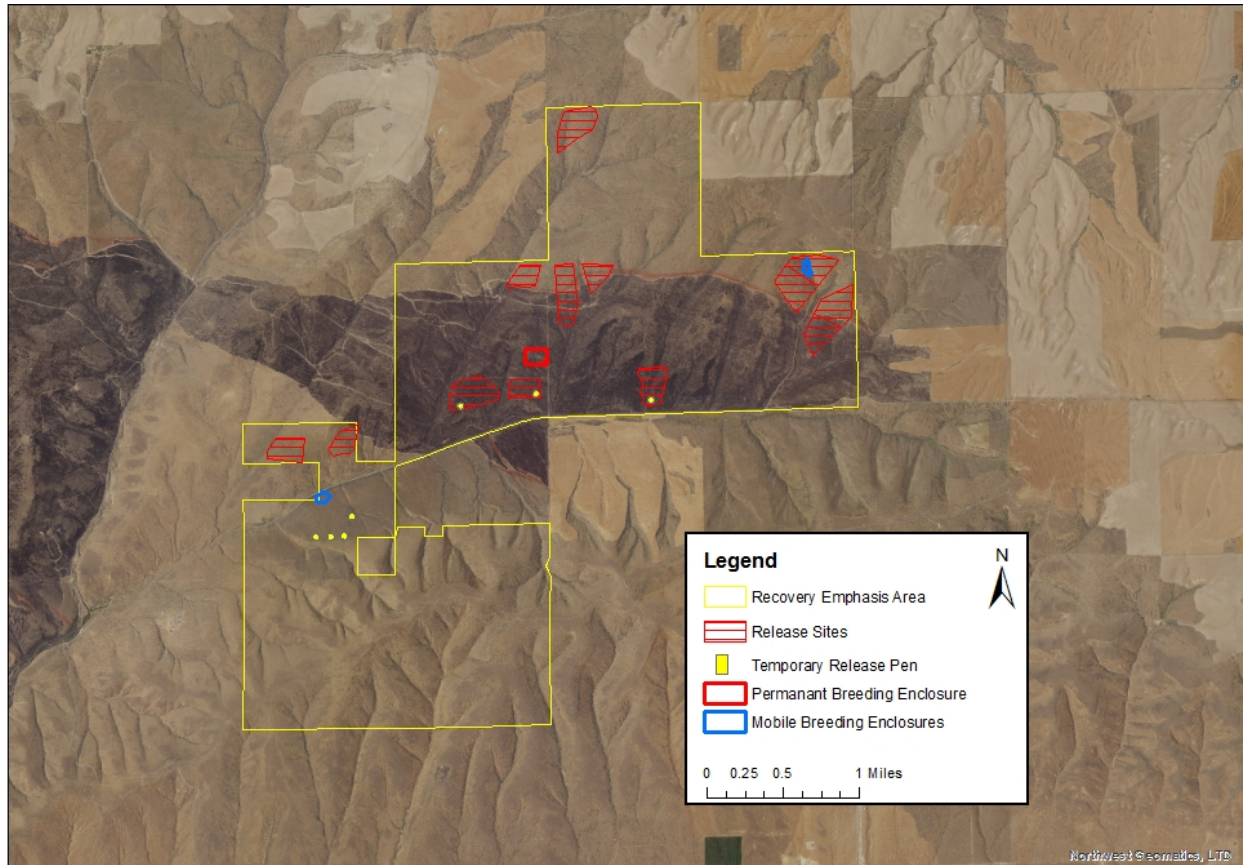 Legend
N
Recovery Emphasis Area
Release Sites
Temporary Release Pen
Permanant Breeding Enclosure
Mobile Breeding Enclosures
0 0.25 0.5 1 Miles
Northwest Geomatics, LTD